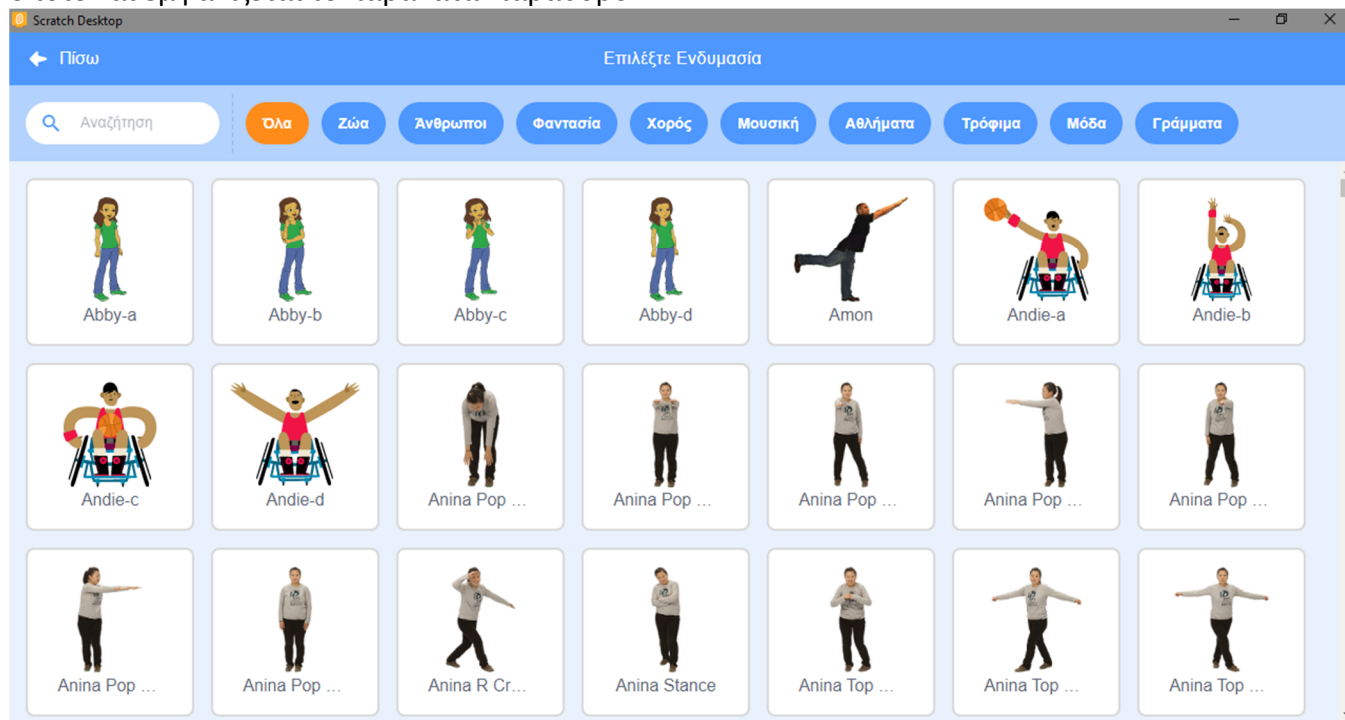 Scratch Desktop
Πίσω
Επιλέξτε Ενδυμασία
Αναζήτηση
Όλα Ζώα Άνθρωποι Φαντασία Χορός Μουσική Αθλήματα Τρόφιμα Μόδα Γράμματα
Abby-a Abby-b Abby-c Abby-d Amon Andie-a Andie-b
Andie-c Andie-d Anina Pop ... Anina Pop ... Anina Pop ... Anina Pop ... Anina Pop ...
Anina Pop ... Anina Pop ... Anina R Cr... Anina Stance Anina Top ... Anina Top ... Anina Top ...